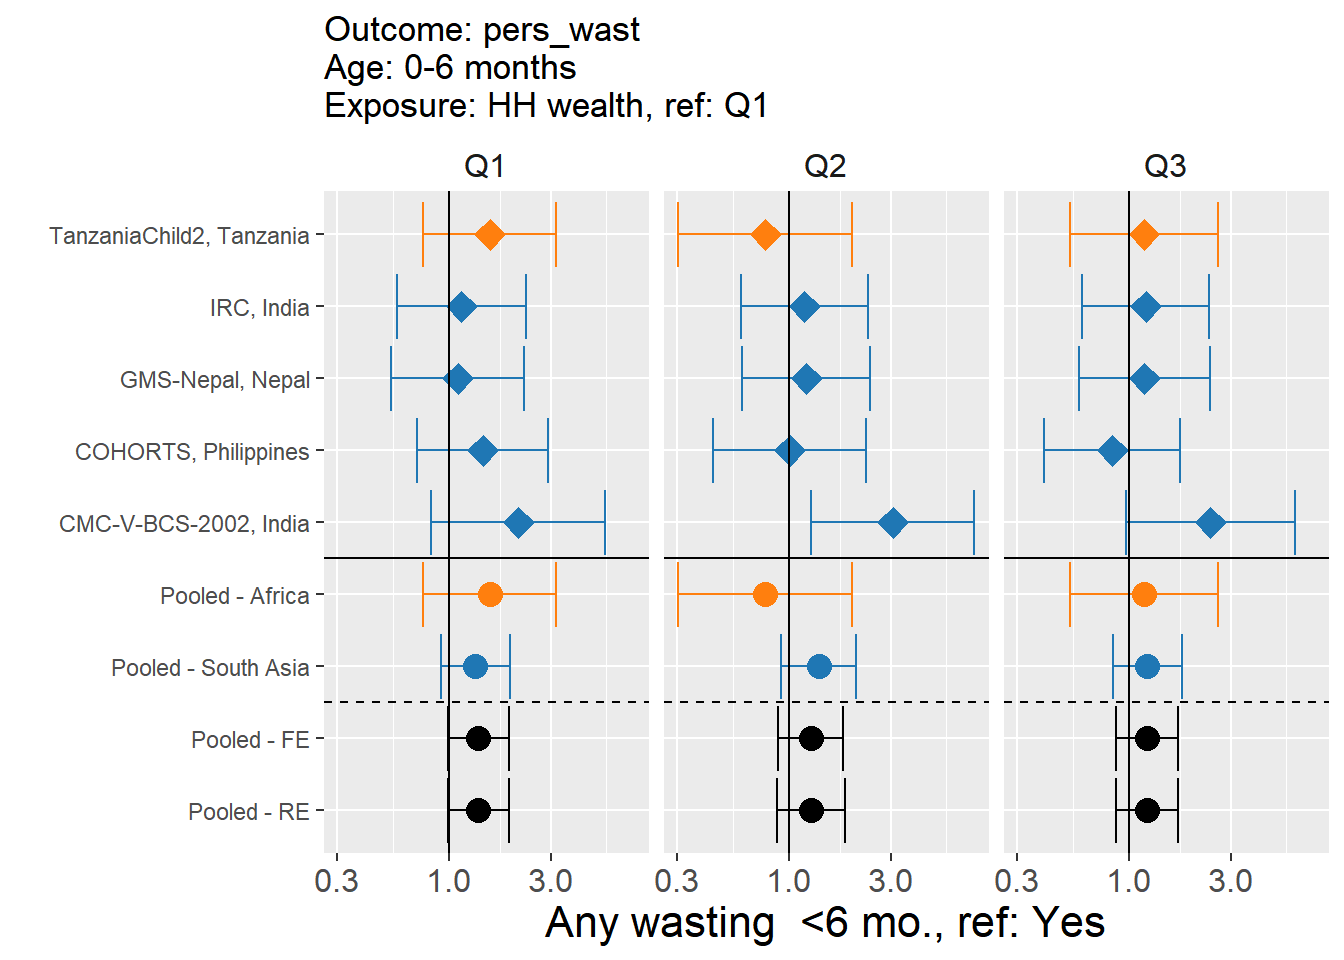 Outcome: pers_wast
Age: 0-6 months
Exposure: HH wealth, ref: Q1
Q1 Q2 Q3
TanzaniaChild2, Tanzania
IRC, India
GMS-Nepal, Nepal
COHORTS, Philippines
CMC-V-BCS-2002, India
Pooled - Africa
Pooled - South Asia
Pooled - FE
Pooled - RE
0.3 1.0 3.0 0.3 1.0 3.0 0.3 1.0 3.0
Any wasting  <6 mo., ref: Yes